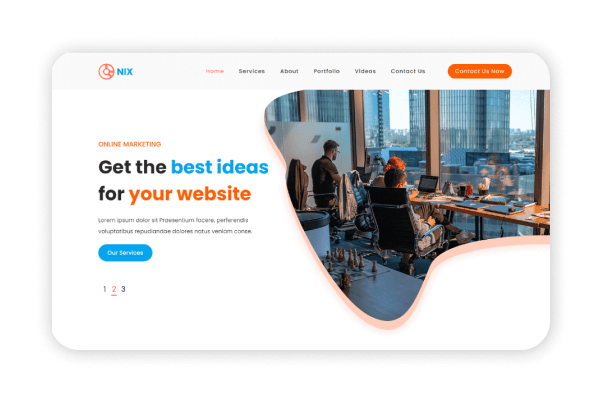 NIX
Home Services About Portfolio Videos Contact Us Contact Us Now
ONLINE MARKETING
Get the best ideas
for your website
Lorem ipsum dolor sit Praesentium facere, perferendis
voluptatibus repudiandae dolores natus veniam conse.
Our Services
1 2 3